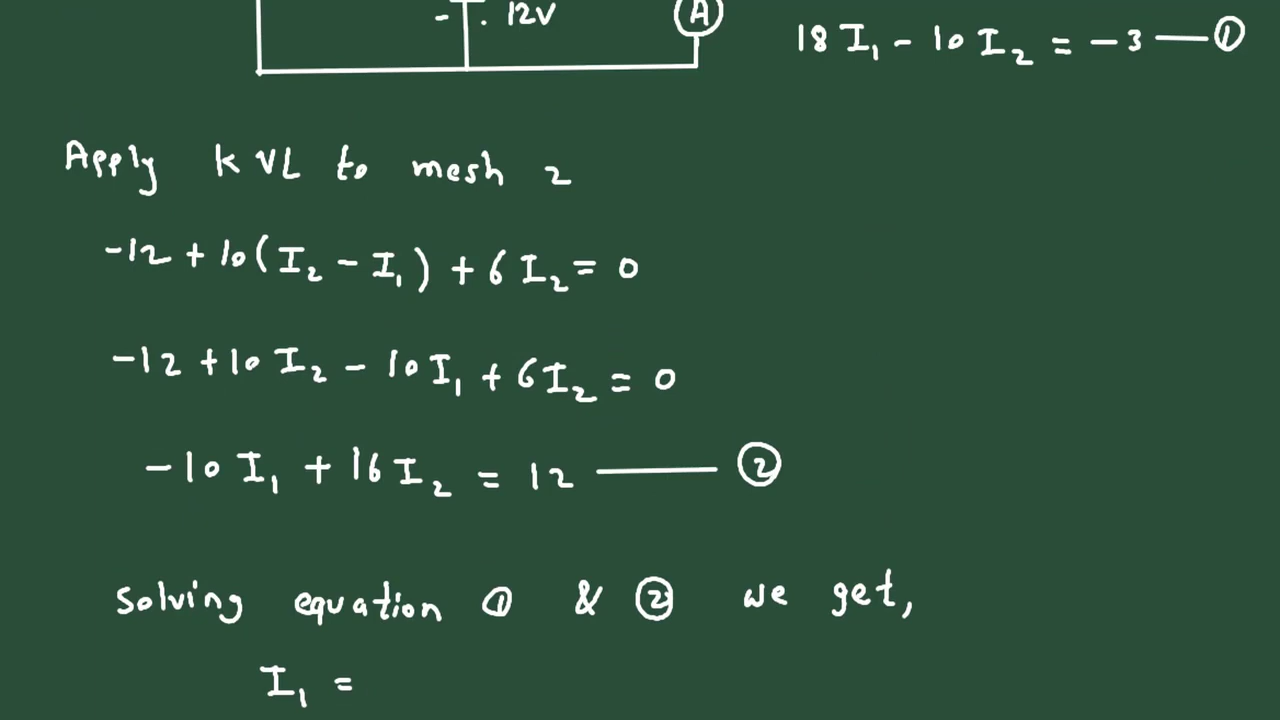 - . 12V
A
18 I₁ - 10 I₂ = -3 —— ①
Apply KVL to mesh 2
-12 + 10(I₂ - I₁) + 6 I₂ = 0
-12 + 10 I₂ - 10 I₁ + 6 I₂ = 0
-10 I₁ + 16 I₂ = 12 —— ②
Solving equation ① & ② we get,
I₁ =